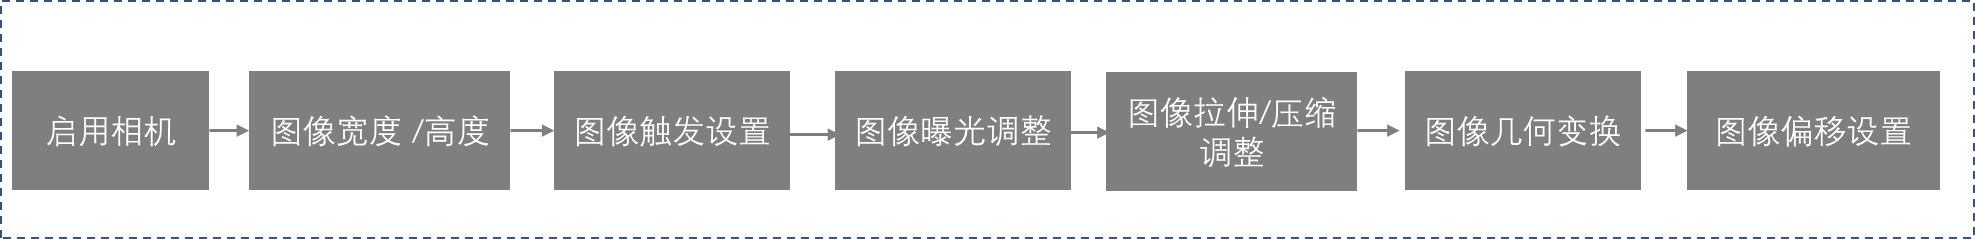 启用相机
图像宽度 /高度
图像触发设置
图像曝光调整
图像拉伸/压缩
调整
图像几何变换
图像偏移设置